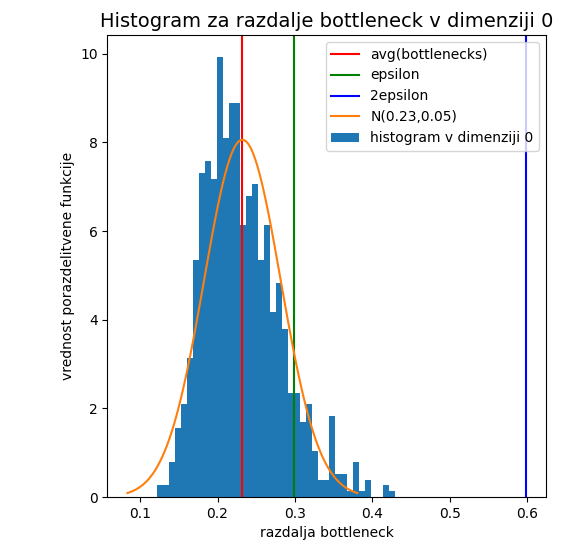 Histogram za razdalje bottleneck v dimenziji 0
avg(bottlenecks)
epsilon
2epsilon
N(0.23,0.05)
histogram v dimenziji 0
vrednost porazdelitvene funkcije
10
8
6
4
2
0
0.1 0.2 0.3 0.4 0.5 0.6
razdalja bottleneck